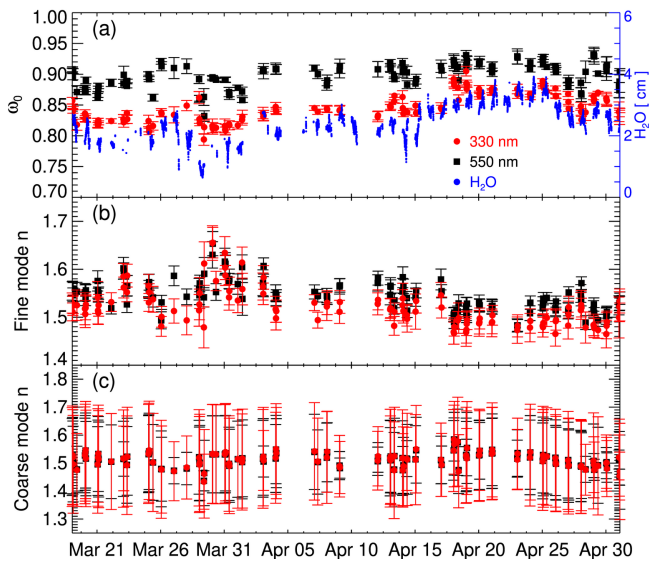 1.00
(a)
6
0.95
0.90
4
0.85
ω0
H2O [ cm ]
0.80
330 nm
2
0.75
550 nm
H2O
0.70
0
(b)
1.7
1.6
Fine mode n
1.5
1.4
1.8
(c)
1.7
1.6
1.5
Coarse mode n
1.4
1.3
Mar 21 Mar 26 Mar 31 Apr 05 Apr 10 Apr 15 Apr 20 Apr 25 Apr 30